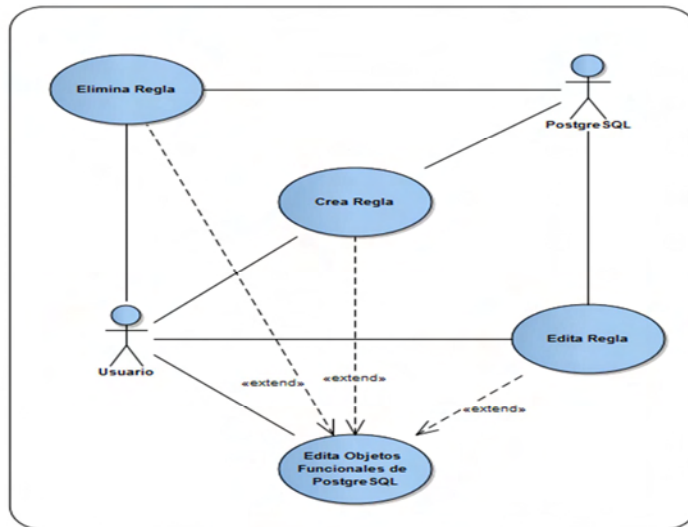 Elimina Regla
PostgreSQL
Crea Regla
Edita Regla
Usuario
«extend»
«extend»
«extend»
Edita Objetos
Funcionales de
PostgreSQL